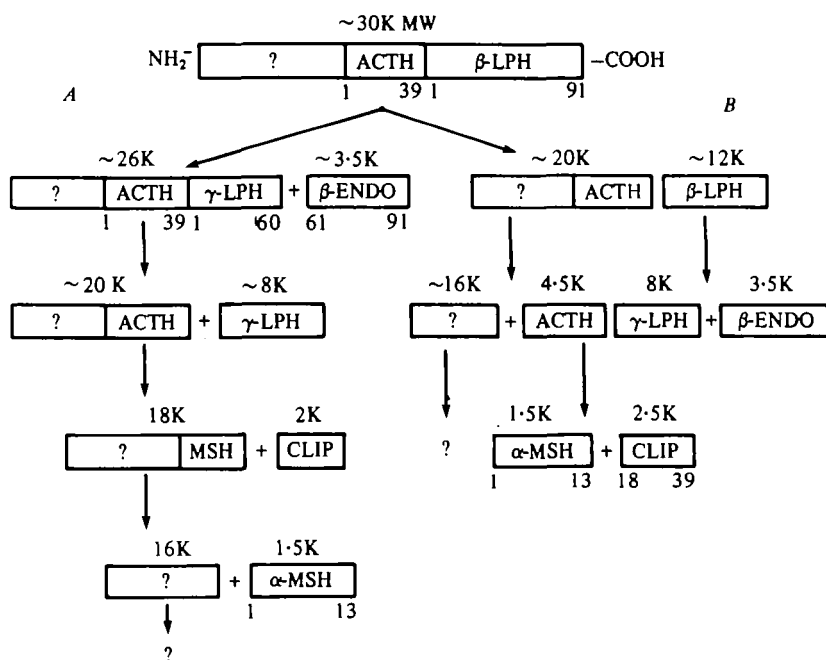 ~30K MW
NH₂⁻ ? ACTH β-LPH –COOH
1 39 1 91
A B
~26K ~3·5K ~20K ~12K
? ACTH γ-LPH + β-ENDO ? ACTH β-LPH
1 39 1 60 61 91
~20 K ~8K ~16K 4·5K 8K 3·5K
? ACTH + γ-LPH ? + ACTH γ-LPH + β-ENDO
18K 2K 1·5K 2·5K
? MSH + CLIP ? α-MSH + CLIP
1 13 18 39
16K 1·5K
? + α-MSH
1 13
?